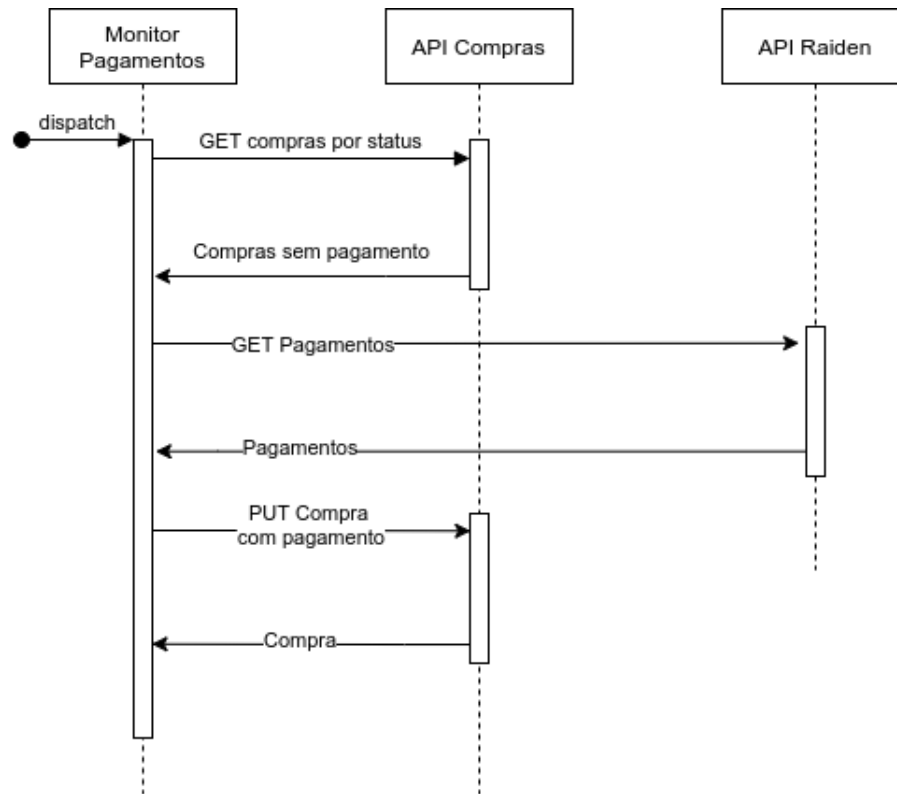 Monitor
Pagamentos
API Compras
API Raiden
dispatch
GET compras por status
Compras sem pagamento
GET Pagamentos
Pagamentos
PUT Compra
com pagamento
Compra